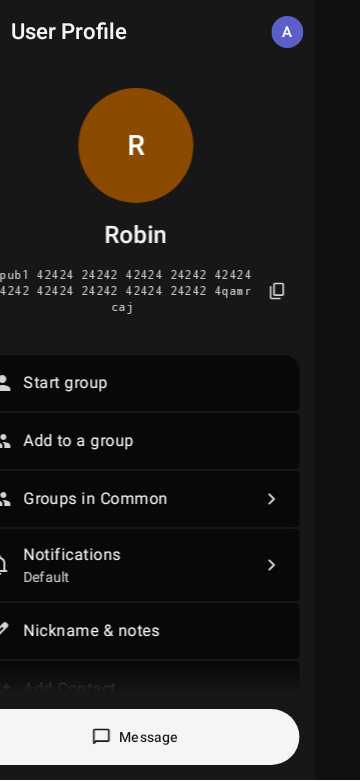 User Profile
A
R
Robin
pub1 42424 24242 42424 24242 42424
4242 42424 24242 42424 24242 4qamr
caj
Start group
Add to a group
Groups in Common
Notifications
Default
Nickname & notes
Add Contact
Message